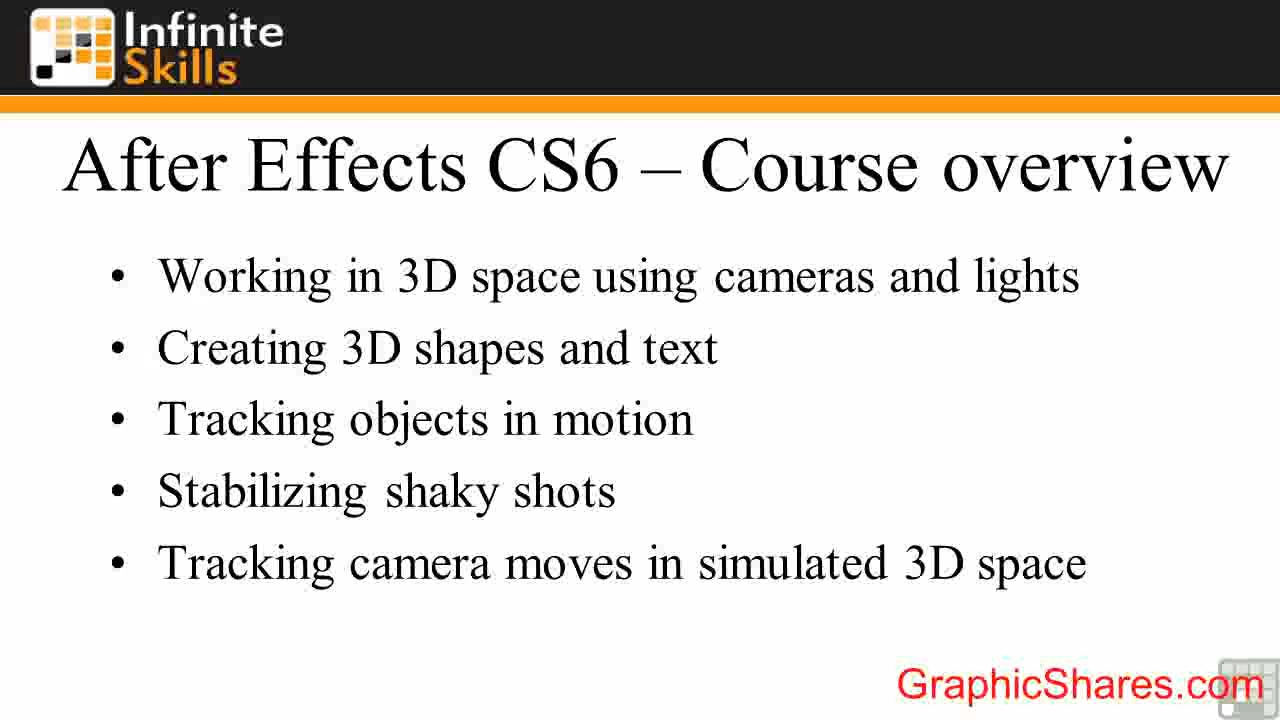 Infinite
Skills
After Effects CS6 – Course overview
• Working in 3D space using cameras and lights
• Creating 3D shapes and text
• Tracking objects in motion
• Stabilizing shaky shots
• Tracking camera moves in simulated 3D space
GraphicShares.com